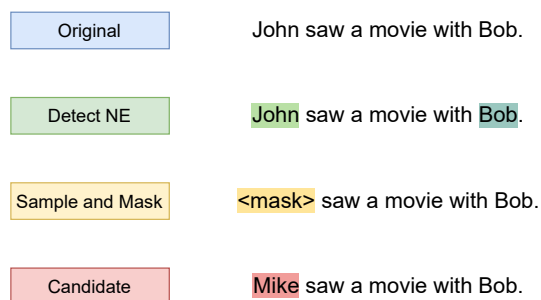 Original
John saw a movie with Bob.
Detect NE
John saw a movie with Bob.
Sample and Mask
<mask> saw a movie with Bob.
Candidate
Mike saw a movie with Bob.